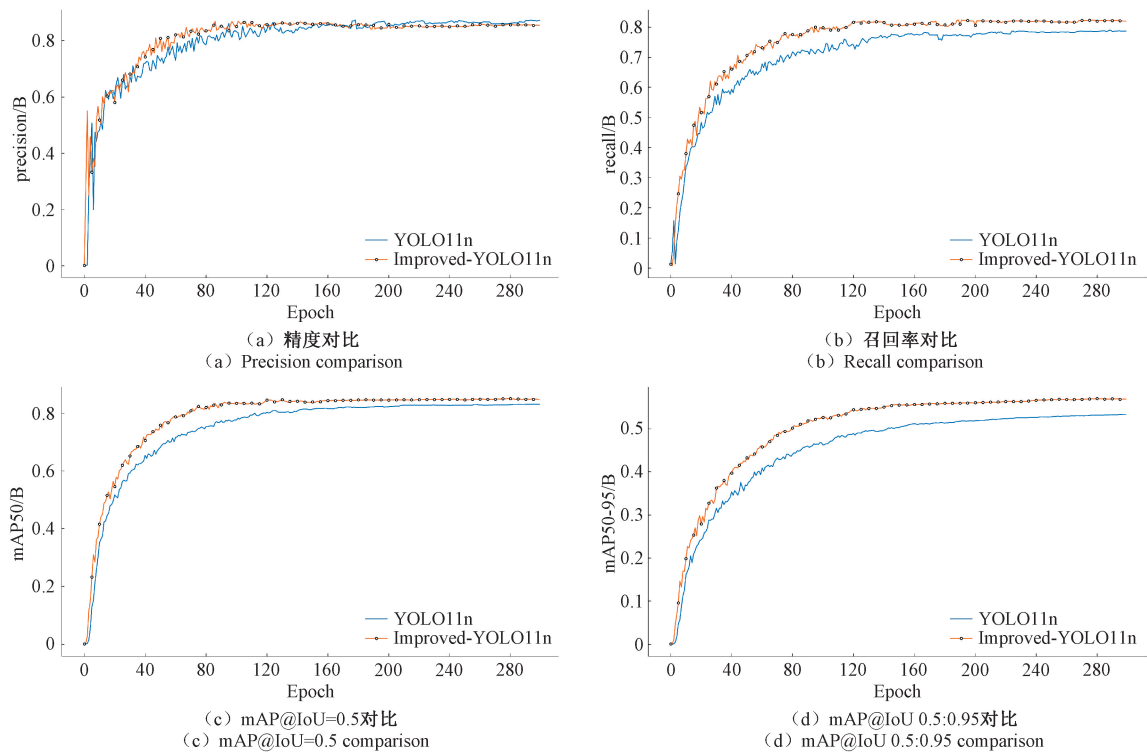 0.8
0.6
0.4
0.2
0
precision/B
YOLO11n
Improved-YOLO11n
0 40 80 120 160 200 240 280
Epoch
(a) 精度对比
(a) Precision comparison
0.8
0.7
0.6
0.5
0.4
0.3
0.2
0.1
0
recall/B
YOLO11n
Improved-YOLO11n
0 40 80 120 160 200 240 280
Epoch
(b) 召回率对比
(b) Recall comparison
0.8
0.6
0.4
0.2
0
mAP50/B
YOLO11n
Improved-YOLO11n
0 40 80 120 160 200 240 280
Epoch
(c) mAP@IoU=0.5对比
(c) mAP@IoU=0.5 comparison
0.5
0.4
0.3
0.2
0.1
0
mAP50-95/B
YOLO11n
Improved-YOLO11n
0 40 80 120 160 200 240 280
Epoch
(d) mAP@IoU 0.5:0.95对比
(d) mAP@IoU 0.5:0.95 comparison